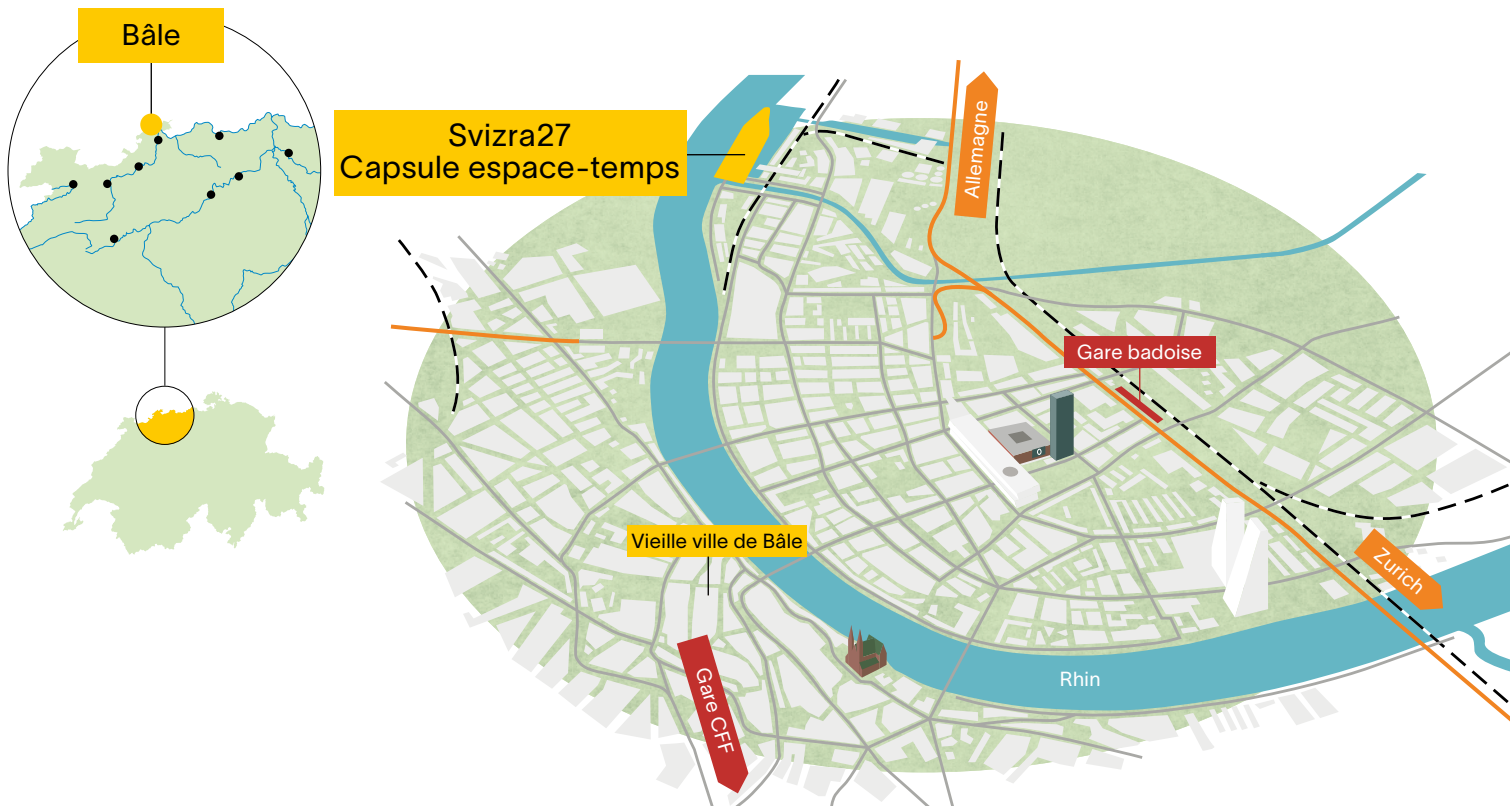 Bâle
Svizra27
Capsule espace-temps
Allemagne
Gare badoise
Vieille ville de Bâle
Zurich
Rhin
Gare CFF